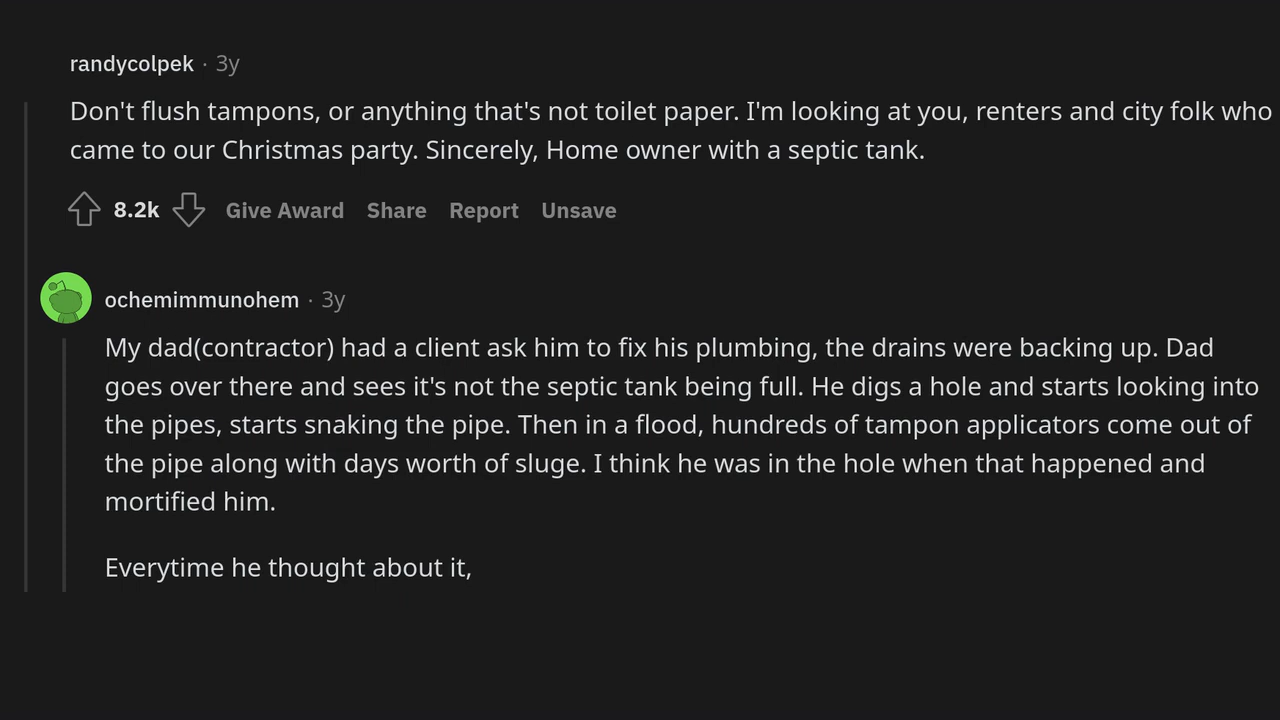 randycolpek · 3y
Don't flush tampons, or anything that's not toilet paper. I'm looking at you, renters and city folk who
came to our Christmas party. Sincerely, Home owner with a septic tank.
8.2k Give Award Share Report Unsave
ochemimmunohem · 3y
My dad(contractor) had a client ask him to fix his plumbing, the drains were backing up. Dad
goes over there and sees it's not the septic tank being full. He digs a hole and starts looking into
the pipes, starts snaking the pipe. Then in a flood, hundreds of tampon applicators come out of
the pipe along with days worth of sluge. I think he was in the hole when that happened and
mortified him.
Everytime he thought about it,